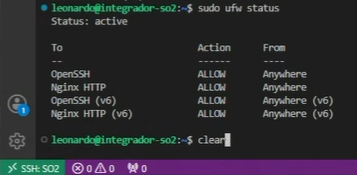 leonardo@integrador-so2:~$ sudo ufw status
Status: active
To Action From
-- ------ ----
OpenSSH ALLOW Anywhere
Nginx HTTP ALLOW Anywhere
OpenSSH (v6) ALLOW Anywhere (v6)
Nginx HTTP (v6) ALLOW Anywhere (v6)
leonardo@integrador-so2:~$ clear
1
SSH: SO2 0 0 0